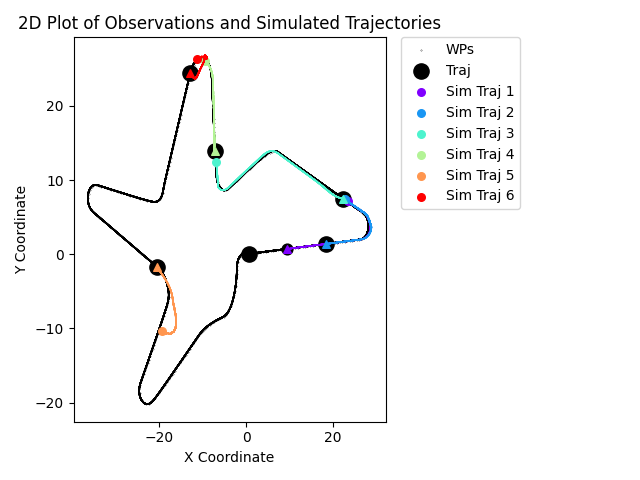 2D Plot of Observations and Simulated Trajectories
WPs
Traj
Sim Traj 1
Sim Traj 2
Sim Traj 3
Sim Traj 4
Sim Traj 5
Sim Traj 6
Y Coordinate
20
10
0
−10
−20
−20
0
20
X Coordinate